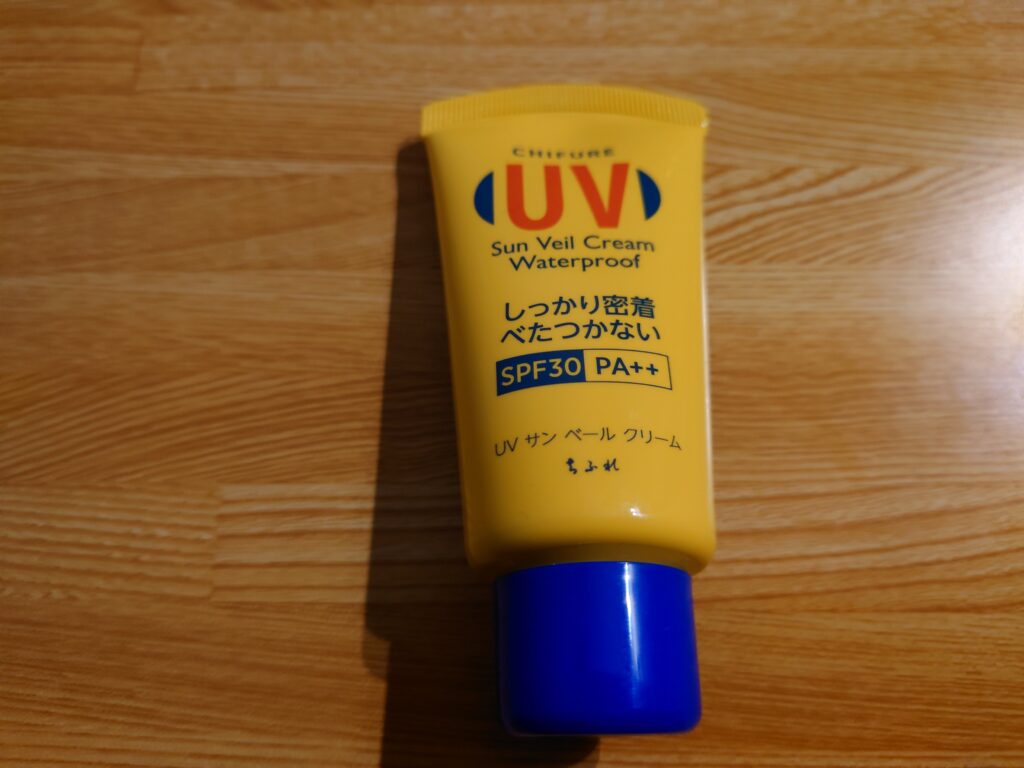 CHIFURE
UV
Sun Veil Cream
Waterproof
しっかり密着
べたつかない
SPF30 PA++
UV サン ベール クリーム
ちふれ